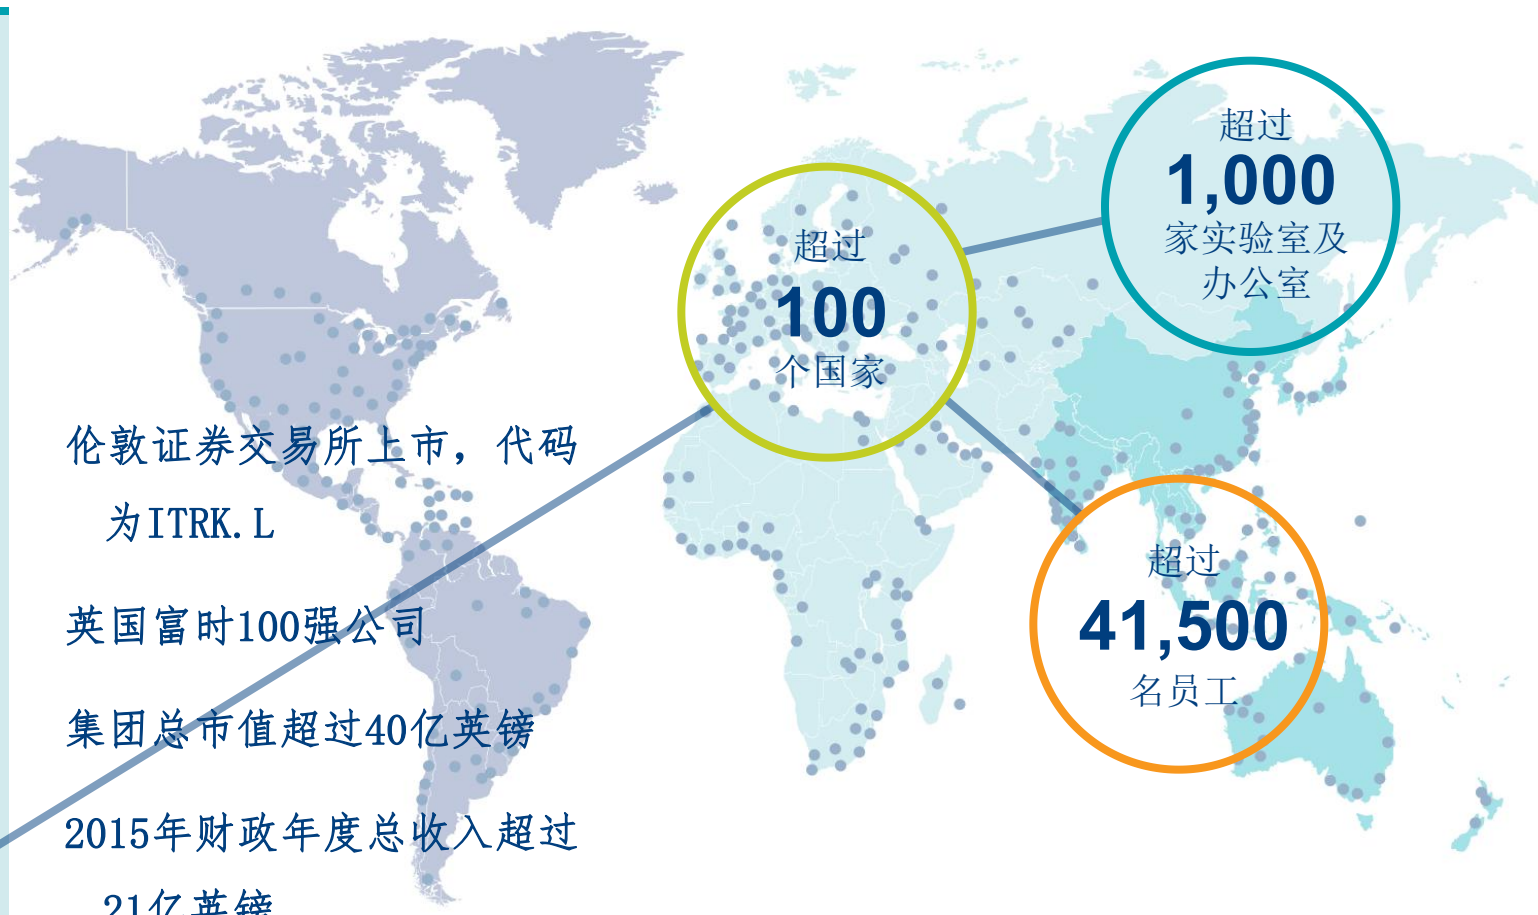 超过
1,000
家实验室及
办公室
超过
100
个国家
伦敦证券交易所上市，代码
为ITRK.L
英国富时100强公司
集团总市值超过40亿英镑
2015年财政年度总收入超过
21亿英镑
超过
41,500
名员工